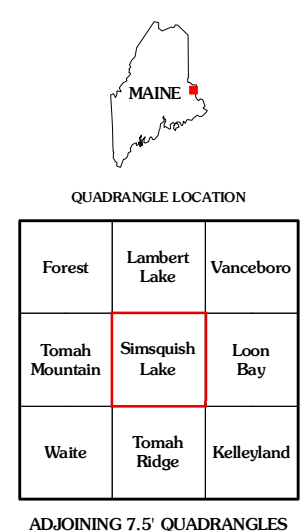 MAINE
QUADRANGLE LOCATION
Forest
Lambert
Lake
Vanceboro
Tomah
Mountain
Simsquish
Lake
Loon
Bay
Waite
Tomah
Ridge
Kelleyland
ADJOINING 7.5' QUADRANGLES